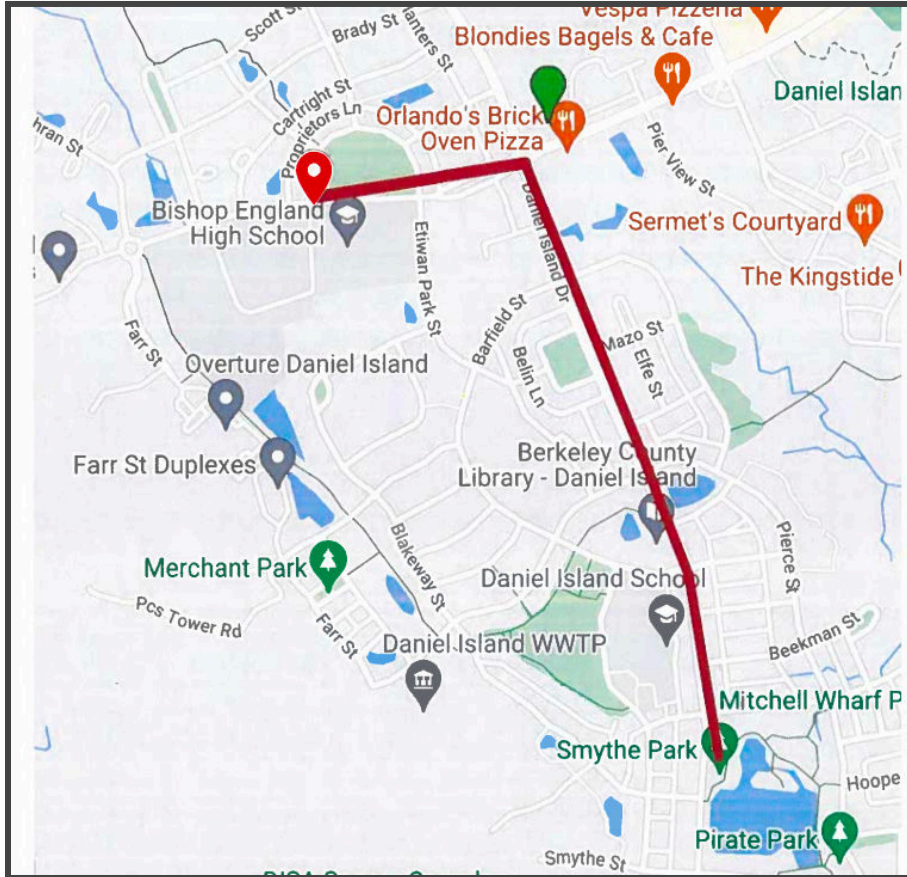 Vespa Pizzeria
Scott St
Brady St
anters St
Blondies Bagels & Cafe
Daniel Islan
Cartright St
Proprietors Ln
Orlando's Brick
Oven Pizza
hran St
Pier View St
Bishop England
High School
Etiwan Park St
Daniel Island Dr
Sermet's Courtyard
The Kingstide
Farr St
Barfield St
Mazo St
Elfe St
Belin Ln
Overture Daniel Island
Farr St Duplexes
Berkeley County
Library - Daniel Island
Pierce St
Blakeway St
Merchant Park
Daniel Island School
Pcs Tower Rd
Farr St
Daniel Island WWTP
Beekman St
Mitchell Wharf P
Smythe Park
Hoope
Pirate Park
Smythe St